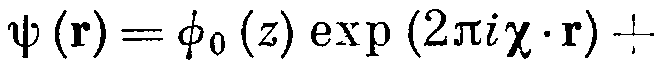 ψ (r) = ϕ₀ (z) exp (2πiχ · r) +